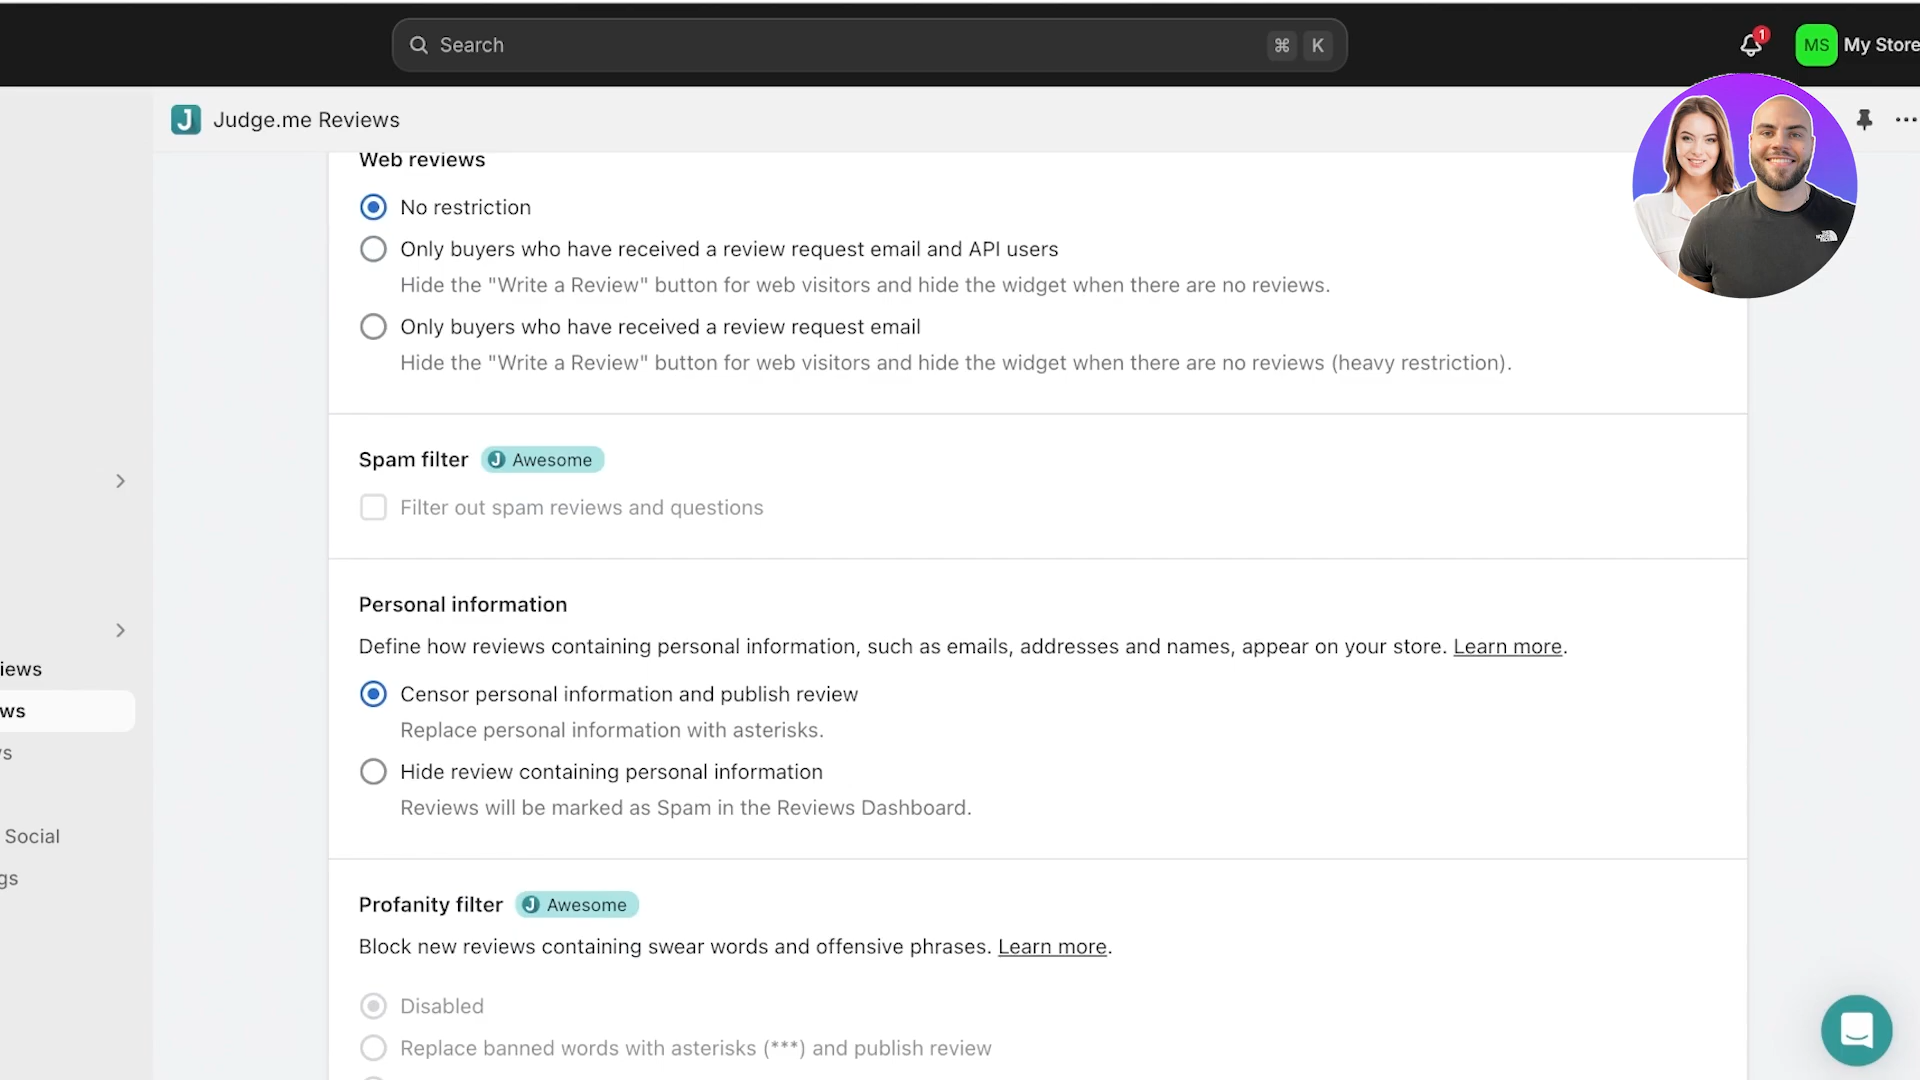 Search
⌘ K
1
MS My Store
J Judge.me Reviews
Web reviews
No restriction
Only buyers who have received a review request email and API users
Hide the "Write a Review" button for web visitors and hide the widget when there are no reviews.
Only buyers who have received a review request email
Hide the "Write a Review" button for web visitors and hide the widget when there are no reviews (heavy restriction).
Spam filter J Awesome
Filter out spam reviews and questions
Personal information
Define how reviews containing personal information, such as emails, addresses and names, appear on your store. Learn more.
Censor personal information and publish review
Replace personal information with asterisks.
Hide review containing personal information
Reviews will be marked as Spam in the Reviews Dashboard.
Profanity filter J Awesome
Block new reviews containing swear words and offensive phrases. Learn more.
Disabled
Replace banned words with asterisks (***) and publish review
iews
ws
Social
gs